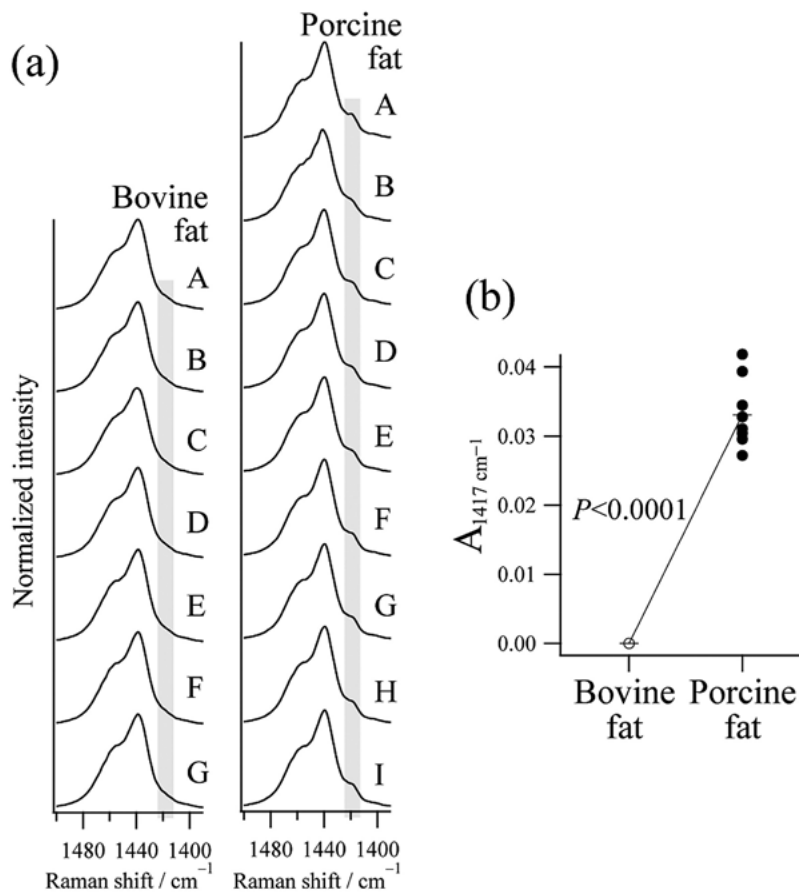 (a)
Normalized intensity
Bovine
fat
A
B
C
D
E
F
G
1480 1440 1400
Raman shift / cm⁻¹
Porcine
fat
A
B
C
D
E
F
G
H
I
1480 1440 1400
Raman shift / cm⁻¹
(b)
A1417 cm⁻¹
0.04
0.03
0.02
0.01
0.00
P<0.0001
Bovine
fat
Porcine
fat